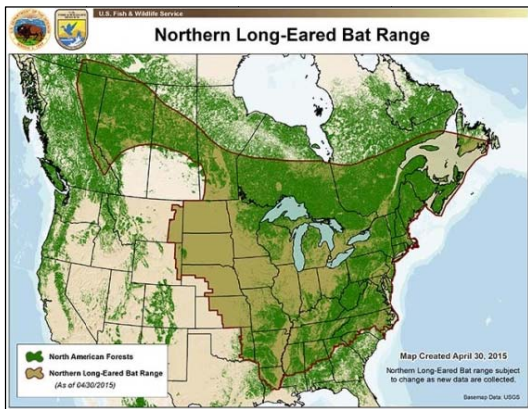 U.S. Fish & Wildlife Service
Northern Long-Eared Bat Range
North American Forests
Northern Long-Eared Bat Range
(As of 04/30/2015)
Map Created April 30, 2015
Northern Long-Eared Bat range subject
to change as new data are collected.
Basemap Data: USGS